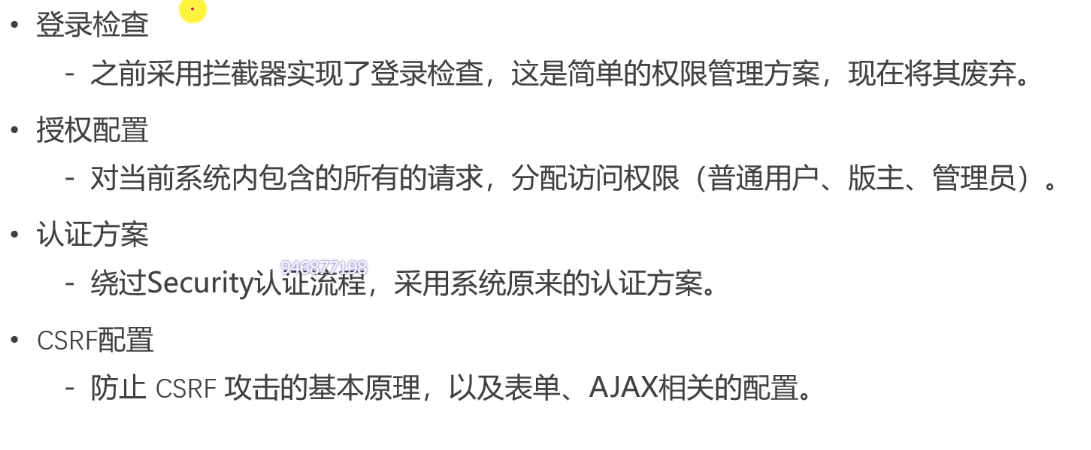 • 登录检查
- 之前采用拦截器实现了登录检查，这是简单的权限管理方案，现在将其废弃。
• 授权配置
- 对当前系统内包含的所有的请求，分配访问权限（普通用户、版主、管理员）。
• 认证方案
946877198
- 绕过Security认证流程，采用系统原来的认证方案。
• CSRF配置
- 防止 CSRF 攻击的基本原理，以及表单、AJAX相关的配置。